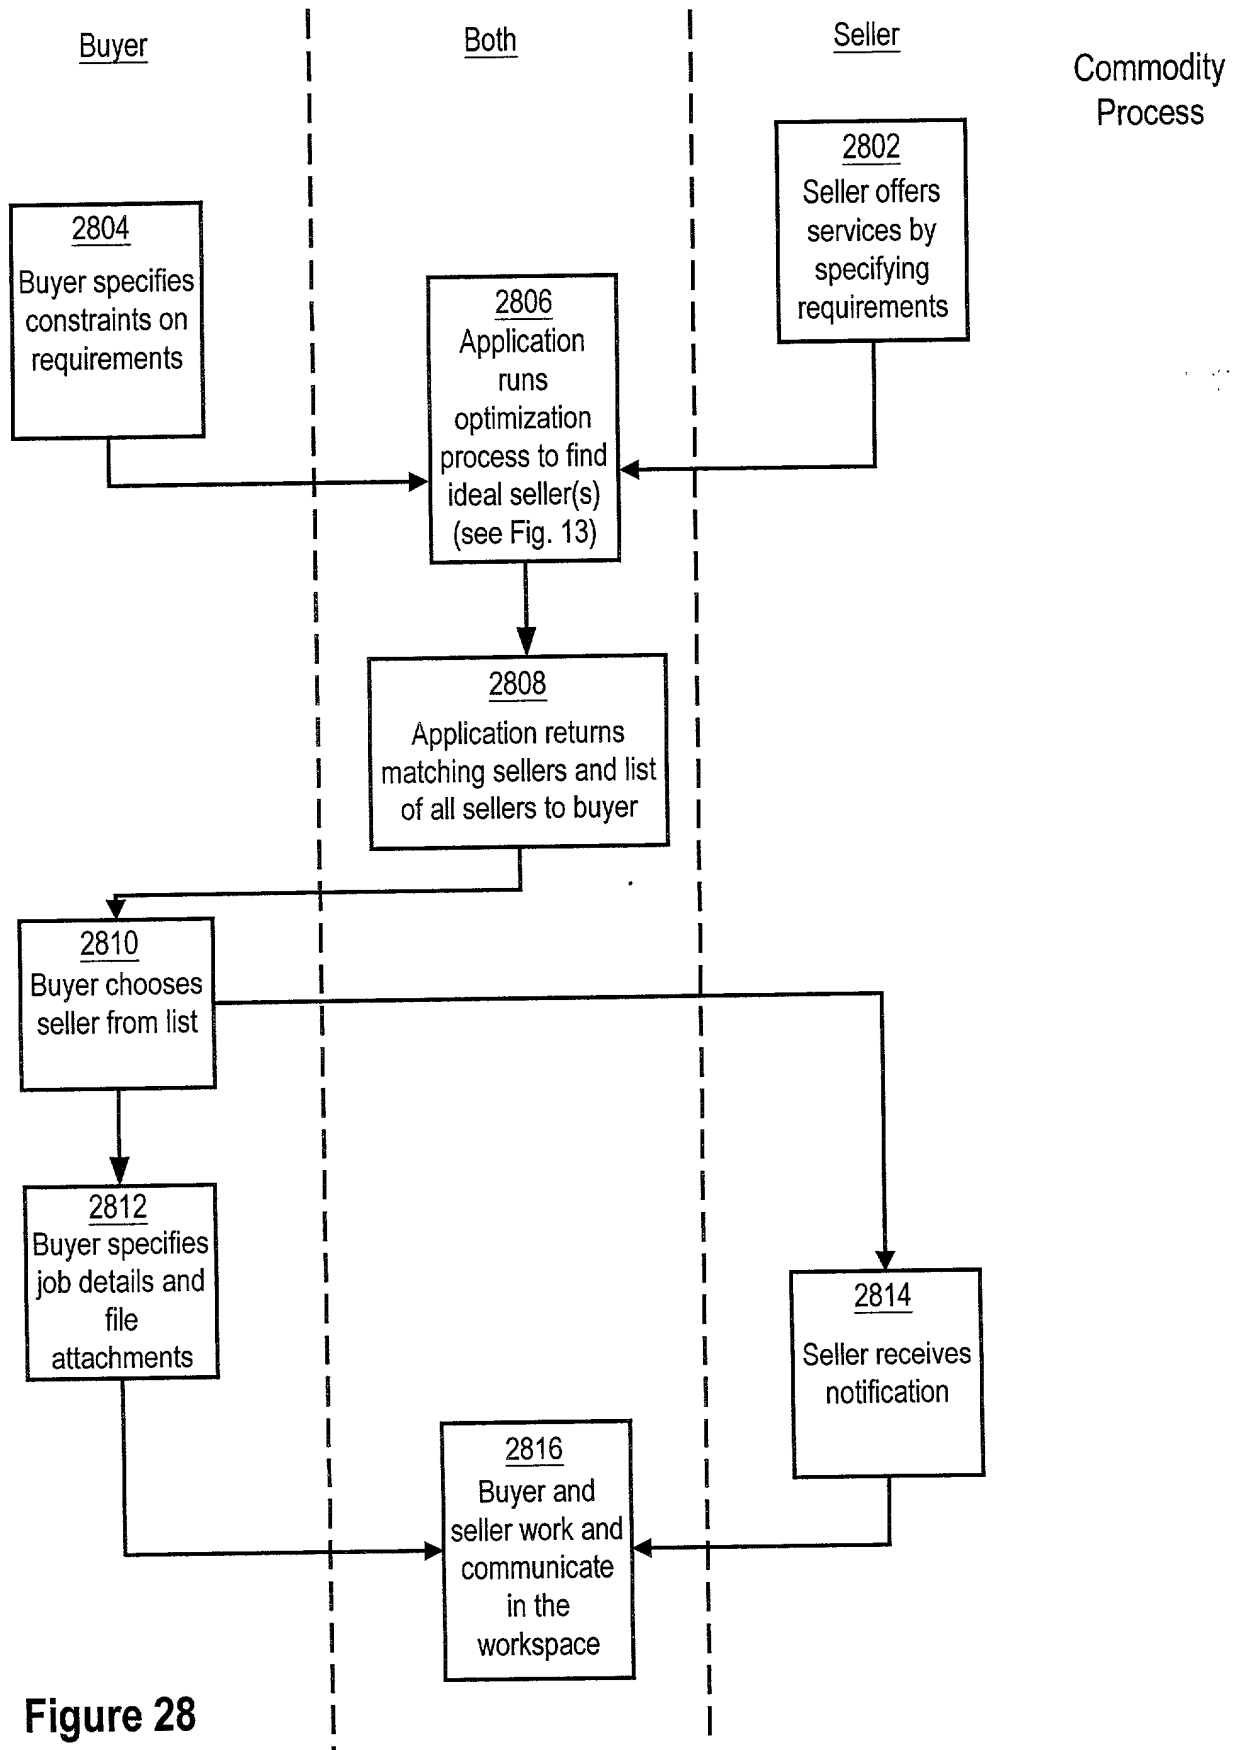 Buyer
Both
Seller
Commodity
Process
2802
Seller offers
services by
specifying
requirements
2804
Buyer specifies
constraints on
requirements
2806
Application
runs
optimization
process to find
ideal seller(s)
(see Fig. 13)
2808
Application returns
matching sellers and list
of all sellers to buyer
2810
Buyer chooses
seller from list
2812
Buyer specifies
job details and
file
attachments
2814
Seller receives
notification
2816
Buyer and
seller work and
communicate
in the
workspace
Figure 28